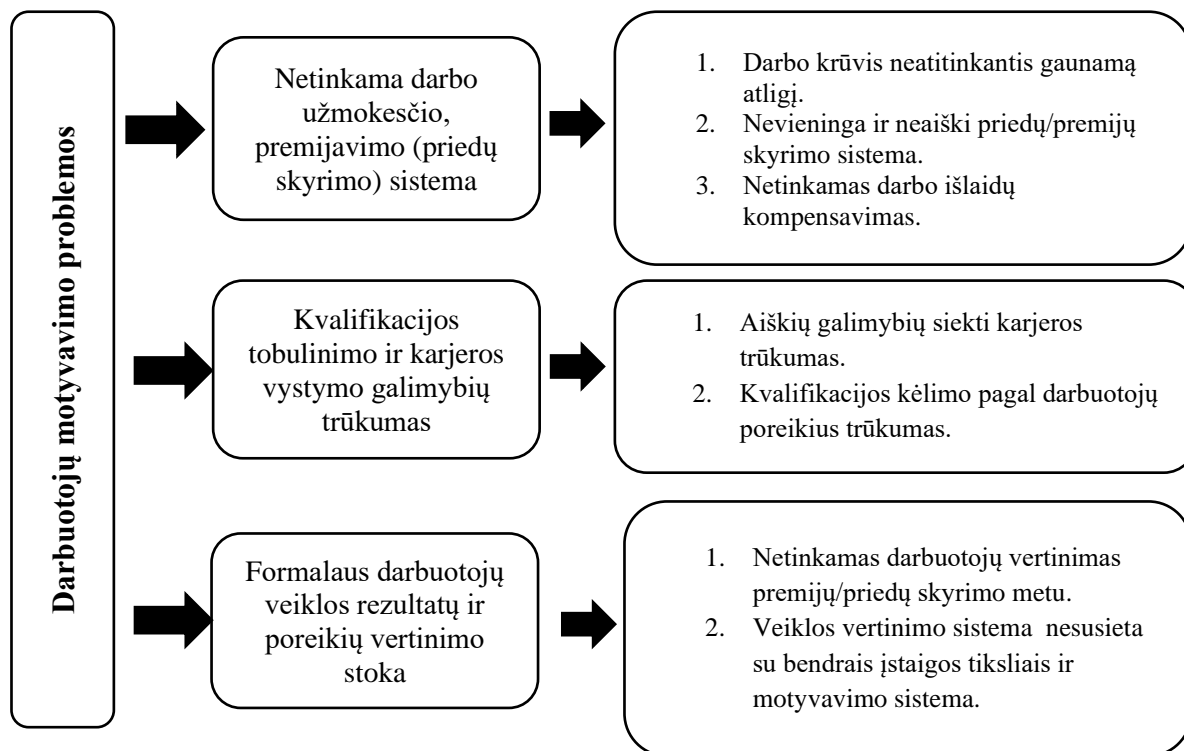 Darbuotojų motyvavimo problemos
Netinkama darbo
užmokesčio,
premijavimo (priedų
skyrimo) sistema
1. Darbo krūvis neatitinkantis gaunamą
atligį.
2. Nevieninga ir neaiški priedų/premijų
skyrimo sistema.
3. Netinkamas darbo išlaidų
kompensavimas.
Kvalifikacijos
tobulinimo ir karjeros
vystymo galimybių
trūkumas
1. Aiškių galimybių siekti karjeros
trūkumas.
2. Kvalifikacijos kėlimo pagal darbuotojų
poreikius trūkumas.
Formalaus darbuotojų
veiklos rezultatų ir
poreikių vertinimo
stoka
1. Netinkamas darbuotojų vertinimas
premijų/priedų skyrimo metu.
2. Veiklos vertinimo sistema nesusieta
su bendrais įstaigos tiksliais ir
motyvavimo sistema.